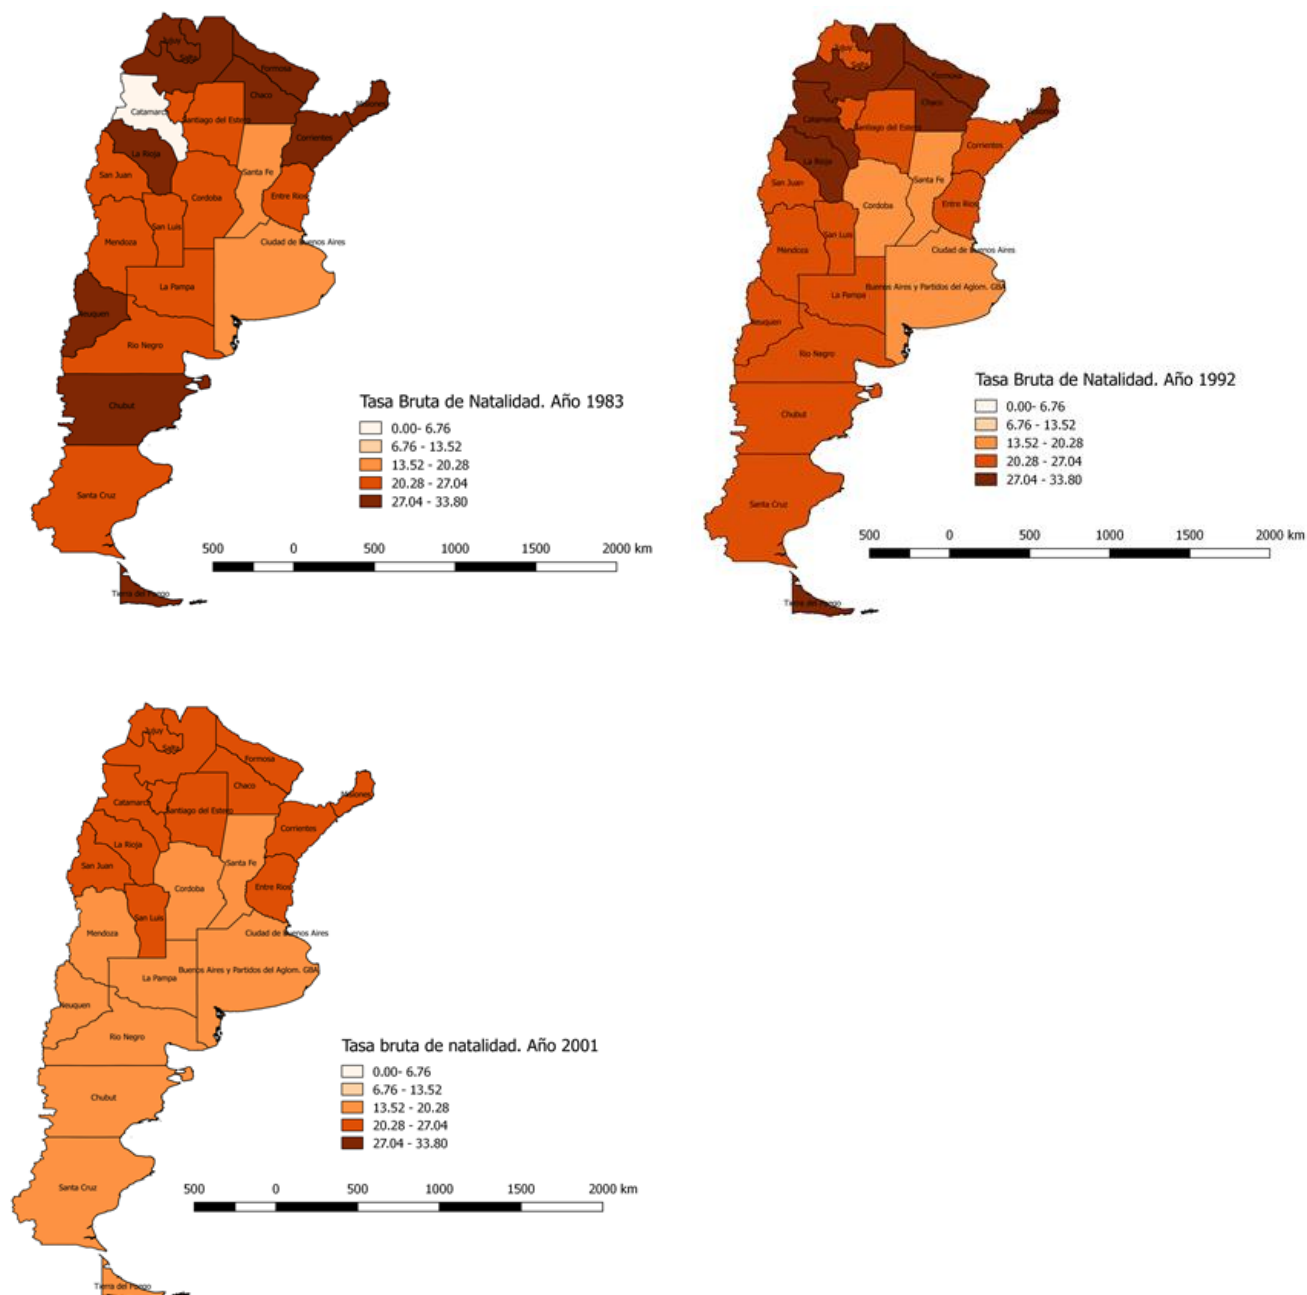 Jujuy
Salta
Formosa
Chaco
Misiones
Catamarca
Santiago del Estero
Corrientes
La Rioja
Santa Fe
San Juan
Cordoba
Entre Rios
San Luis
Mendoza
Ciudad de Buenos Aires
La Pampa
Neuquen
Rio Negro
Chubut
Santa Cruz
Tierra del Fuego
Tasa Bruta de Natalidad. Año 1983
0.00- 6.76
6.76 - 13.52
13.52 - 20.28
20.28 - 27.04
27.04 - 33.80
500 0 500 1000 1500 2000 km
Jujuy
Salta
Formosa
Chaco
Misiones
Catamarca
Santiago del Estero
Corrientes
La Rioja
Santa Fe
San Juan
Cordoba
Entre Rios
San Luis
Mendoza
Ciudad de Buenos Aires
Buenos Aires y Partidos del Aglom. GBA
La Pampa
Neuquen
Rio Negro
Chubut
Santa Cruz
Tierra del Fuego
Tasa Bruta de Natalidad. Año 1992
0.00- 6.76
6.76 - 13.52
13.52 - 20.28
20.28 - 27.04
27.04 - 33.80
500 0 500 1000 1500 2000 km
Jujuy
Salta
Formosa
Chaco
Misiones
Catamarca
Santiago del Estero
Corrientes
La Rioja
Santa Fe
San Juan
Cordoba
Entre Rios
San Luis
Mendoza
Ciudad de Buenos Aires
Buenos Aires y Partidos del Aglom. GBA
La Pampa
Neuquen
Rio Negro
Chubut
Santa Cruz
Tierra del Fuego
Tasa bruta de natalidad. Año 2001
0.00- 6.76
6.76 - 13.52
13.52 - 20.28
20.28 - 27.04
27.04 - 33.80
500 0 500 1000 1500 2000 km